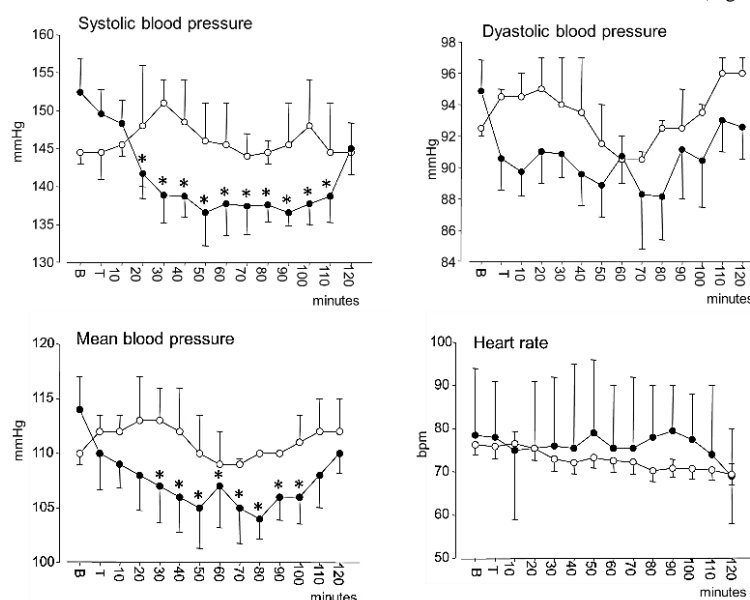 Systolic blood pressure
160
155
150
145
140
135
130
mmHg
* * * * * * * * * *
B T 10 20 30 40 50 60 70 80 90 100 110 120
minutes
Dyastolic blood pressure
98
96
94
92
90
88
86
84
mmHg
B T 10 20 30 40 50 60 70 80 90 100 110 120
minutes
Mean blood pressure
120
115
110
105
100
mmHg
* * * * * * * *
B T 10 20 30 40 50 60 70 80 90 100 110 120
minutes
Heart rate
100
90
80
70
60
50
bpm
B T 10 20 30 40 50 60 70 80 90 100 110 120
minutes